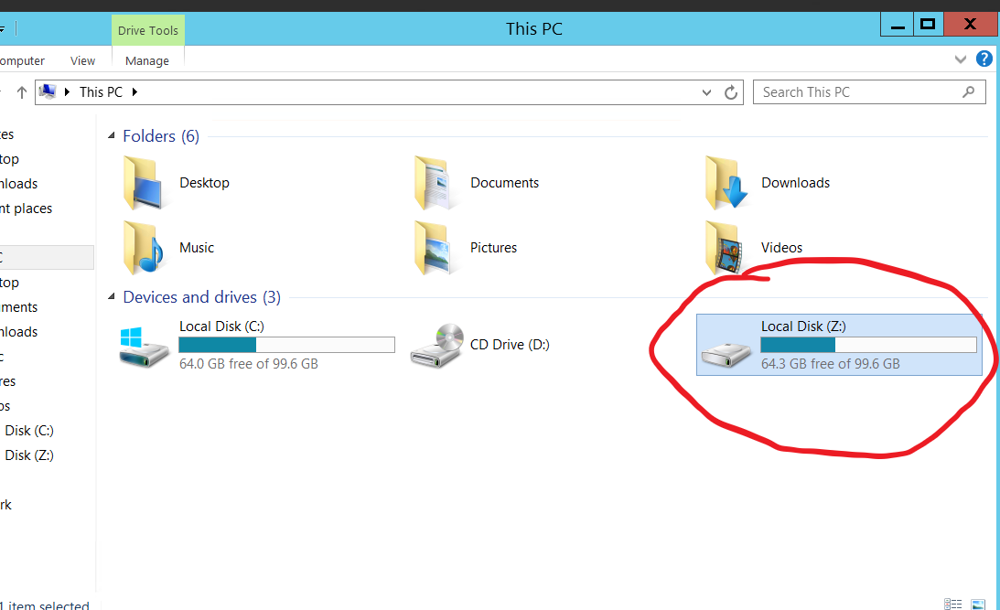 Drive Tools
This PC
omputer
View
Manage
This PC
Search This PC
Folders (6)
Desktop
Documents
Downloads
Music
Pictures
Videos
Devices and drives (3)
Local Disk (C:)
64.0 GB free of 99.6 GB
CD Drive (D:)
Local Disk (Z:)
64.3 GB free of 99.6 GB
es
top
nloads
nt places
C
top
uments
nloads
c
res
os
Disk (C:)
Disk (Z:)
rk
1 item selected